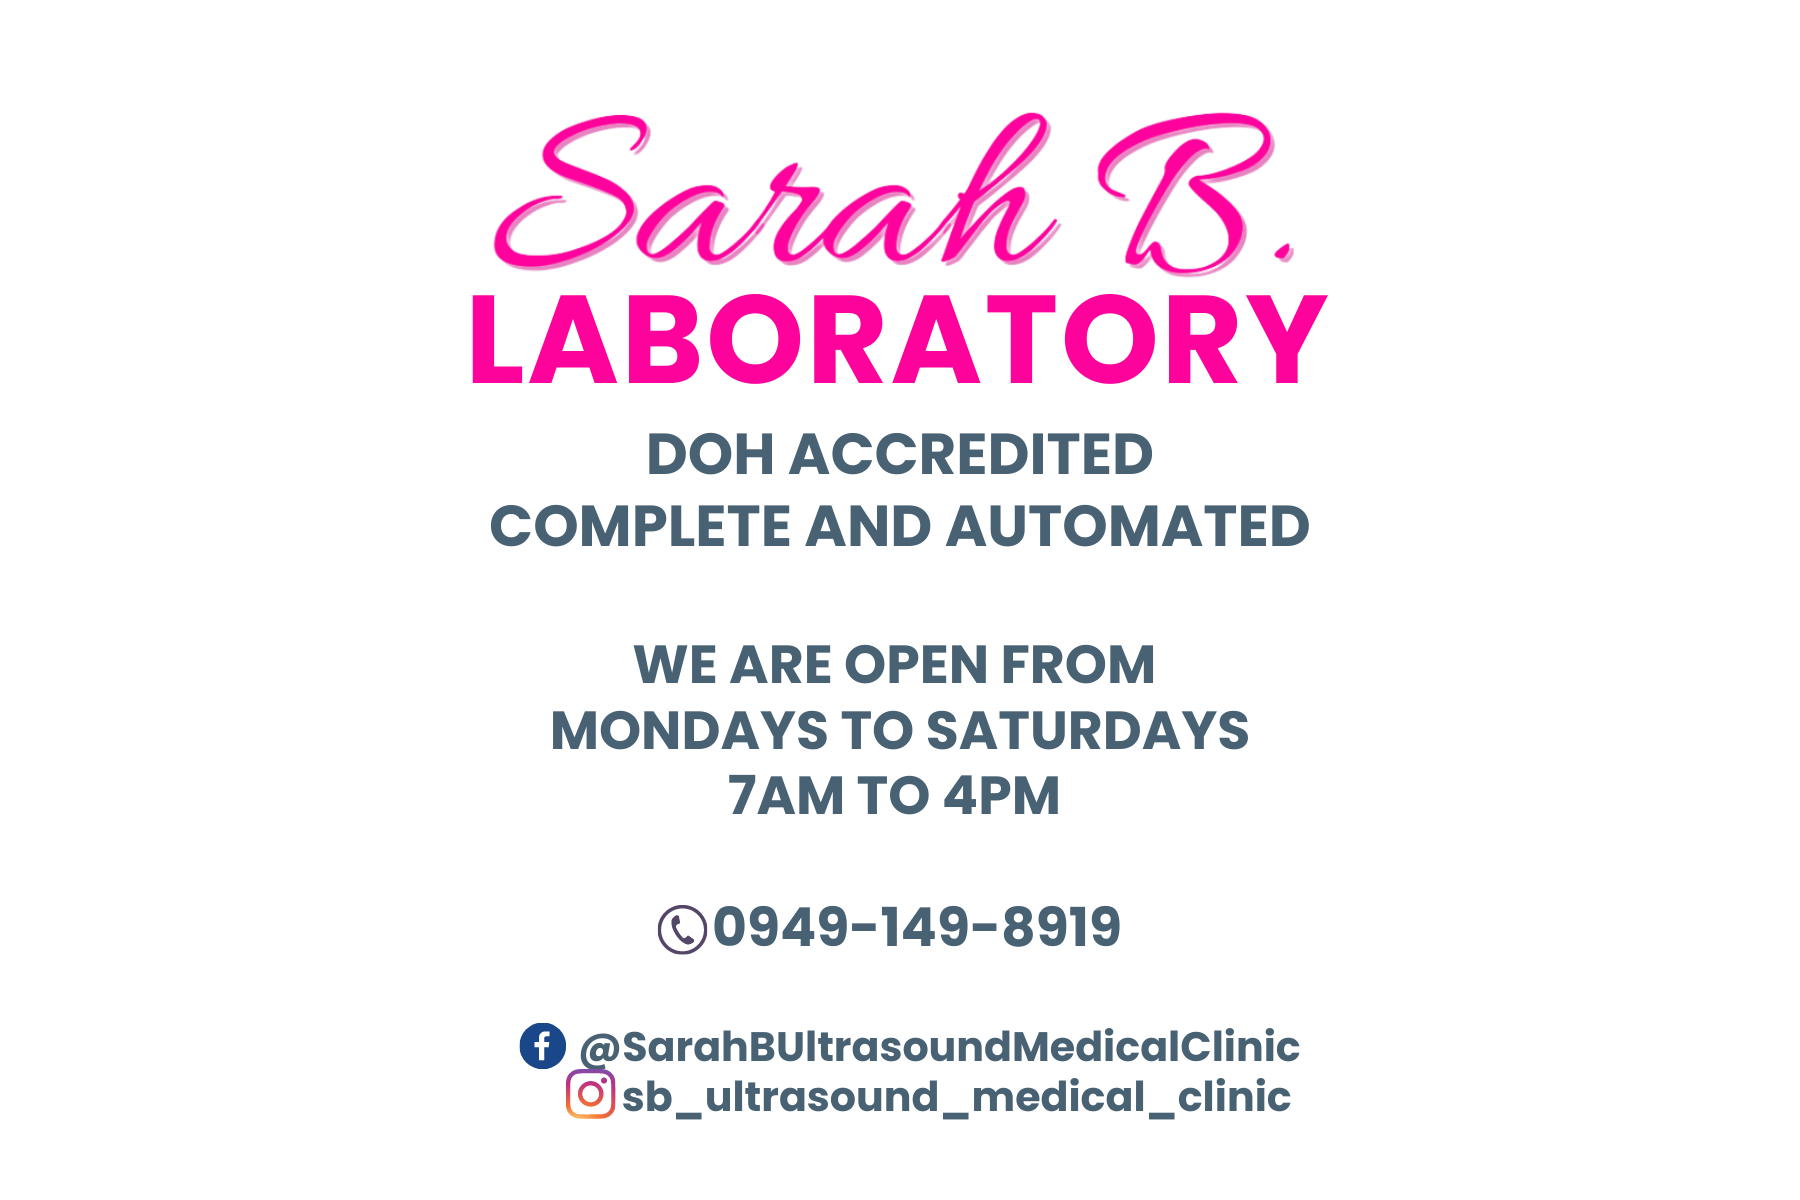 Sarah B.
LABORATORY
DOH ACCREDITED
COMPLETE AND AUTOMATED
WE ARE OPEN FROM
MONDAYS TO SATURDAYS
7AM TO 4PM
0949-149-8919
@SarahBUltrasoundMedicalClinic
sb_ultrasound_medical_clinic